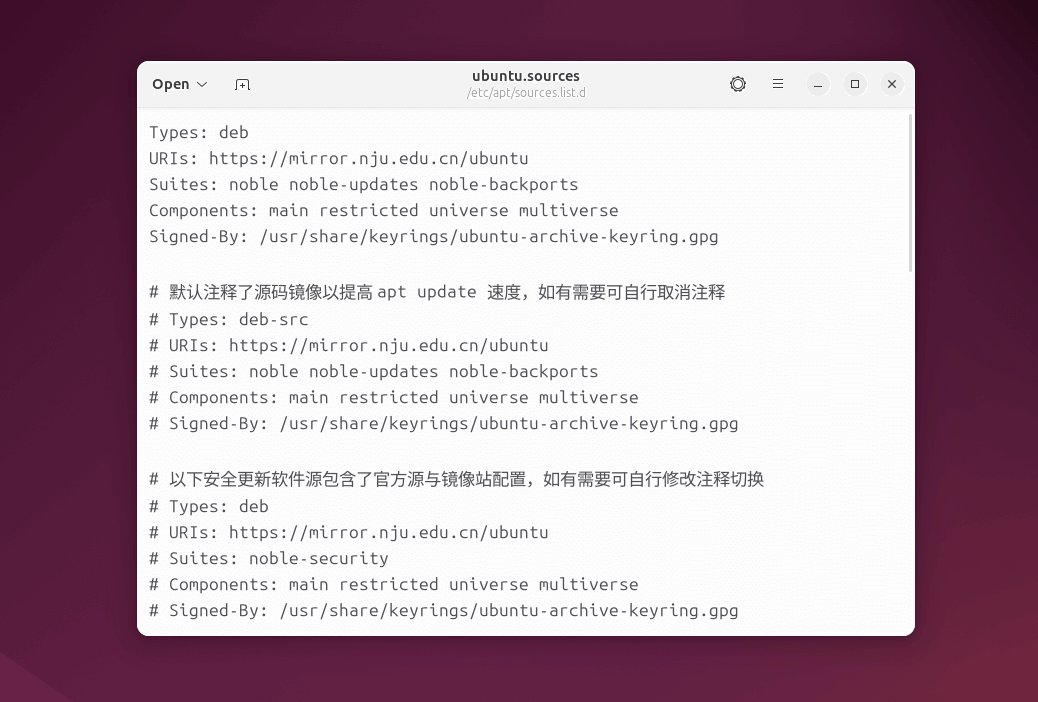 Open
ubuntu.sources
/etc/apt/sources.list.d
Types: deb
URIs: https://mirror.nju.edu.cn/ubuntu
Suites: noble noble-updates noble-backports
Components: main restricted universe multiverse
Signed-By: /usr/share/keyrings/ubuntu-archive-keyring.gpg
# 默认注释了源码镜像以提高 apt update 速度，如有需要可自行取消注释
# Types: deb-src
# URIs: https://mirror.nju.edu.cn/ubuntu
# Suites: noble noble-updates noble-backports
# Components: main restricted universe multiverse
# Signed-By: /usr/share/keyrings/ubuntu-archive-keyring.gpg
# 以下安全更新软件源包含了官方源与镜像站配置，如有需要可自行修改注释切换
# Types: deb
# URIs: https://mirror.nju.edu.cn/ubuntu
# Suites: noble-security
# Components: main restricted universe multiverse
# Signed-By: /usr/share/keyrings/ubuntu-archive-keyring.gpg